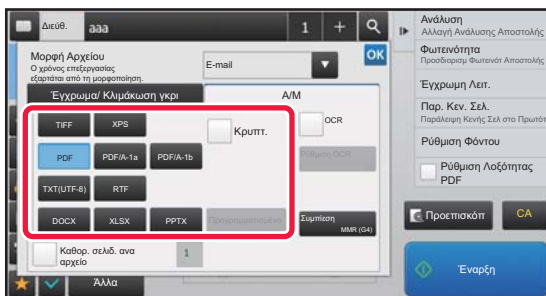 Διεύθ. aaa 1 +
Μορφή Αρχείου
Ο χρόνος επεξεργασίας
εξαρτάται από τη μορφοποίηση.
E-mail
OK
Έγχρωμα/ Κλιμάκωση γκρι
Α/Μ
TIFF XPS
Κρυπτ.
OCR
PDF PDF/A-1a PDF/A-1b
Ρύθμιση OCR
TXT(UTF-8) RTF
DOCX XLSX PPTX
Προγραμματισμένο
Συμπίεση
MMR (G4)
Καθορ. σελιδ. ανα
αρχείο
1
Άλλα
Ανάλυση
Αλλαγή Ανάλυσης Αποστολής
Φωτεινότητα
Προσδιορισμ Φωτεινότ Αποστολής
Έγχρωμη Λειτ.
Παρ. Κεν. Σελ.
Παράλειψη Κενής Σελ στο Πρωτότ
Ρύθμιση Φόντου
Ρύθμιση Λοξότητας
PDF
Προεπισκόπ
CA
Έναρξη